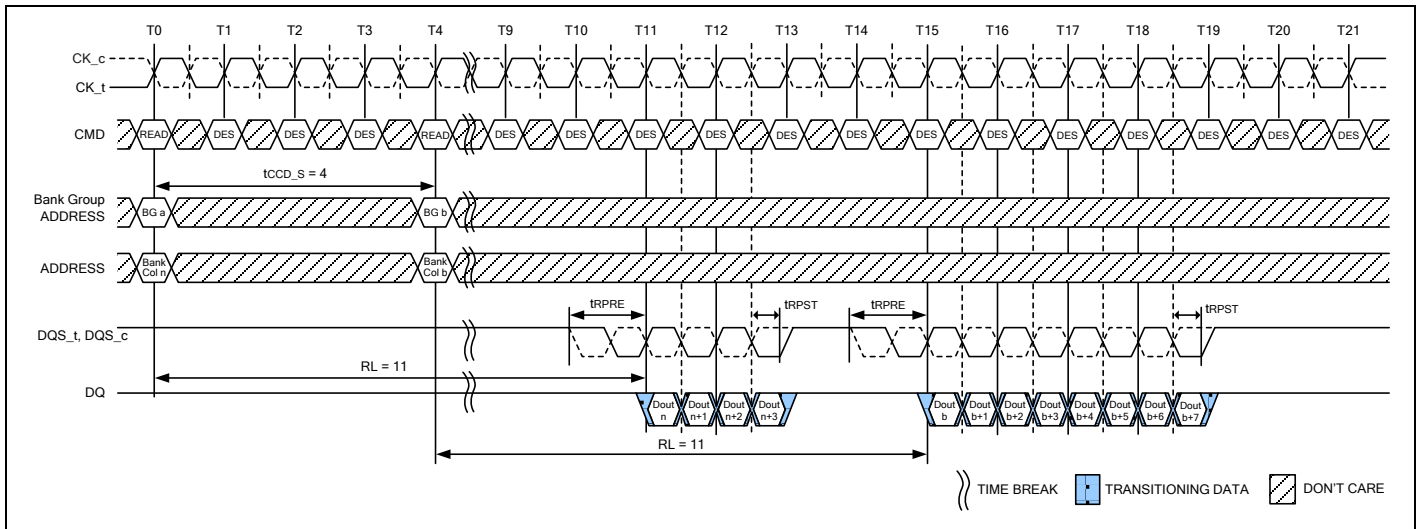 T0 T1 T2 T3 T4 T9 T10 T11 T12 T13 T14 T15 T16 T17 T18 T19 T20 T21
CK_c
CK_t
CMD READ DES DES DES READ DES DES DES DES DES DES DES DES DES DES DES DES DES
tCCD_S = 4
Bank Group
ADDRESS BG a BG b
ADDRESS Bank Col n Bank Col b
tRPRE tRPST tRPRE tRPST
DQS_t, DQS_c
RL = 11
DQ Dout n Dout n+1 Dout n+2 Dout n+3 Dout b Dout b+1 Dout b+2 Dout b+3 Dout b+4 Dout b+5 Dout b+6 Dout b+7
RL = 11
TIME BREAK TRANSITIONING DATA DON'T CARE